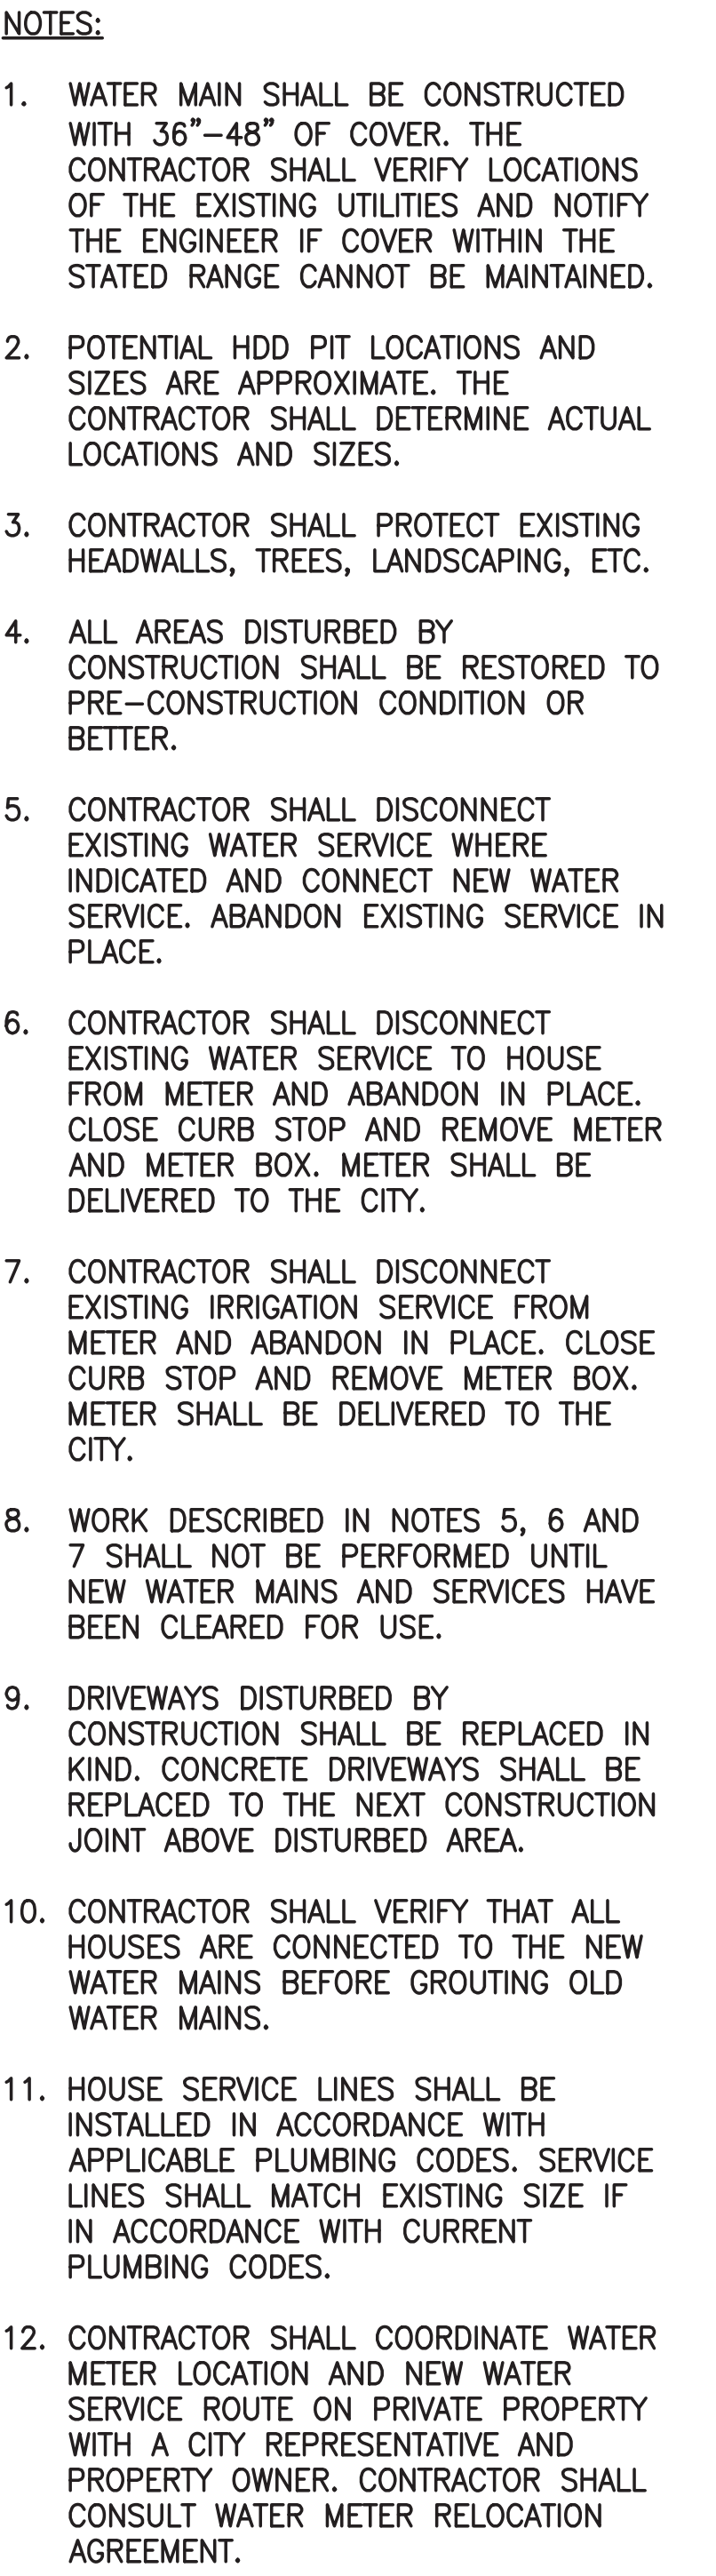 NOTES:
1. WATER MAIN SHALL BE CONSTRUCTED
WITH 36"–48" OF COVER. THE
CONTRACTOR SHALL VERIFY LOCATIONS
OF THE EXISTING UTILITIES AND NOTIFY
THE ENGINEER IF COVER WITHIN THE
STATED RANGE CANNOT BE MAINTAINED.
2. POTENTIAL HDD PIT LOCATIONS AND
SIZES ARE APPROXIMATE. THE
CONTRACTOR SHALL DETERMINE ACTUAL
LOCATIONS AND SIZES.
3. CONTRACTOR SHALL PROTECT EXISTING
HEADWALLS, TREES, LANDSCAPING, ETC.
4. ALL AREAS DISTURBED BY
CONSTRUCTION SHALL BE RESTORED TO
PRE–CONSTRUCTION CONDITION OR
BETTER.
5. CONTRACTOR SHALL DISCONNECT
EXISTING WATER SERVICE WHERE
INDICATED AND CONNECT NEW WATER
SERVICE. ABANDON EXISTING SERVICE IN
PLACE.
6. CONTRACTOR SHALL DISCONNECT
EXISTING WATER SERVICE TO HOUSE
FROM METER AND ABANDON IN PLACE.
CLOSE CURB STOP AND REMOVE METER
AND METER BOX. METER SHALL BE
DELIVERED TO THE CITY.
7. CONTRACTOR SHALL DISCONNECT
EXISTING IRRIGATION SERVICE FROM
METER AND ABANDON IN PLACE. CLOSE
CURB STOP AND REMOVE METER BOX.
METER SHALL BE DELIVERED TO THE
CITY.
8. WORK DESCRIBED IN NOTES 5, 6 AND
7 SHALL NOT BE PERFORMED UNTIL
NEW WATER MAINS AND SERVICES HAVE
BEEN CLEARED FOR USE.
9. DRIVEWAYS DISTURBED BY
CONSTRUCTION SHALL BE REPLACED IN
KIND. CONCRETE DRIVEWAYS SHALL BE
REPLACED TO THE NEXT CONSTRUCTION
JOINT ABOVE DISTURBED AREA.
10. CONTRACTOR SHALL VERIFY THAT ALL
HOUSES ARE CONNECTED TO THE NEW
WATER MAINS BEFORE GROUTING OLD
WATER MAINS.
11. HOUSE SERVICE LINES SHALL BE
INSTALLED IN ACCORDANCE WITH
APPLICABLE PLUMBING CODES. SERVICE
LINES SHALL MATCH EXISTING SIZE IF
IN ACCORDANCE WITH CURRENT
PLUMBING CODES.
12. CONTRACTOR SHALL COORDINATE WATER
METER LOCATION AND NEW WATER
SERVICE ROUTE ON PRIVATE PROPERTY
WITH A CITY REPRESENTATIVE AND
PROPERTY OWNER. CONTRACTOR SHALL
CONSULT WATER METER RELOCATION
AGREEMENT.